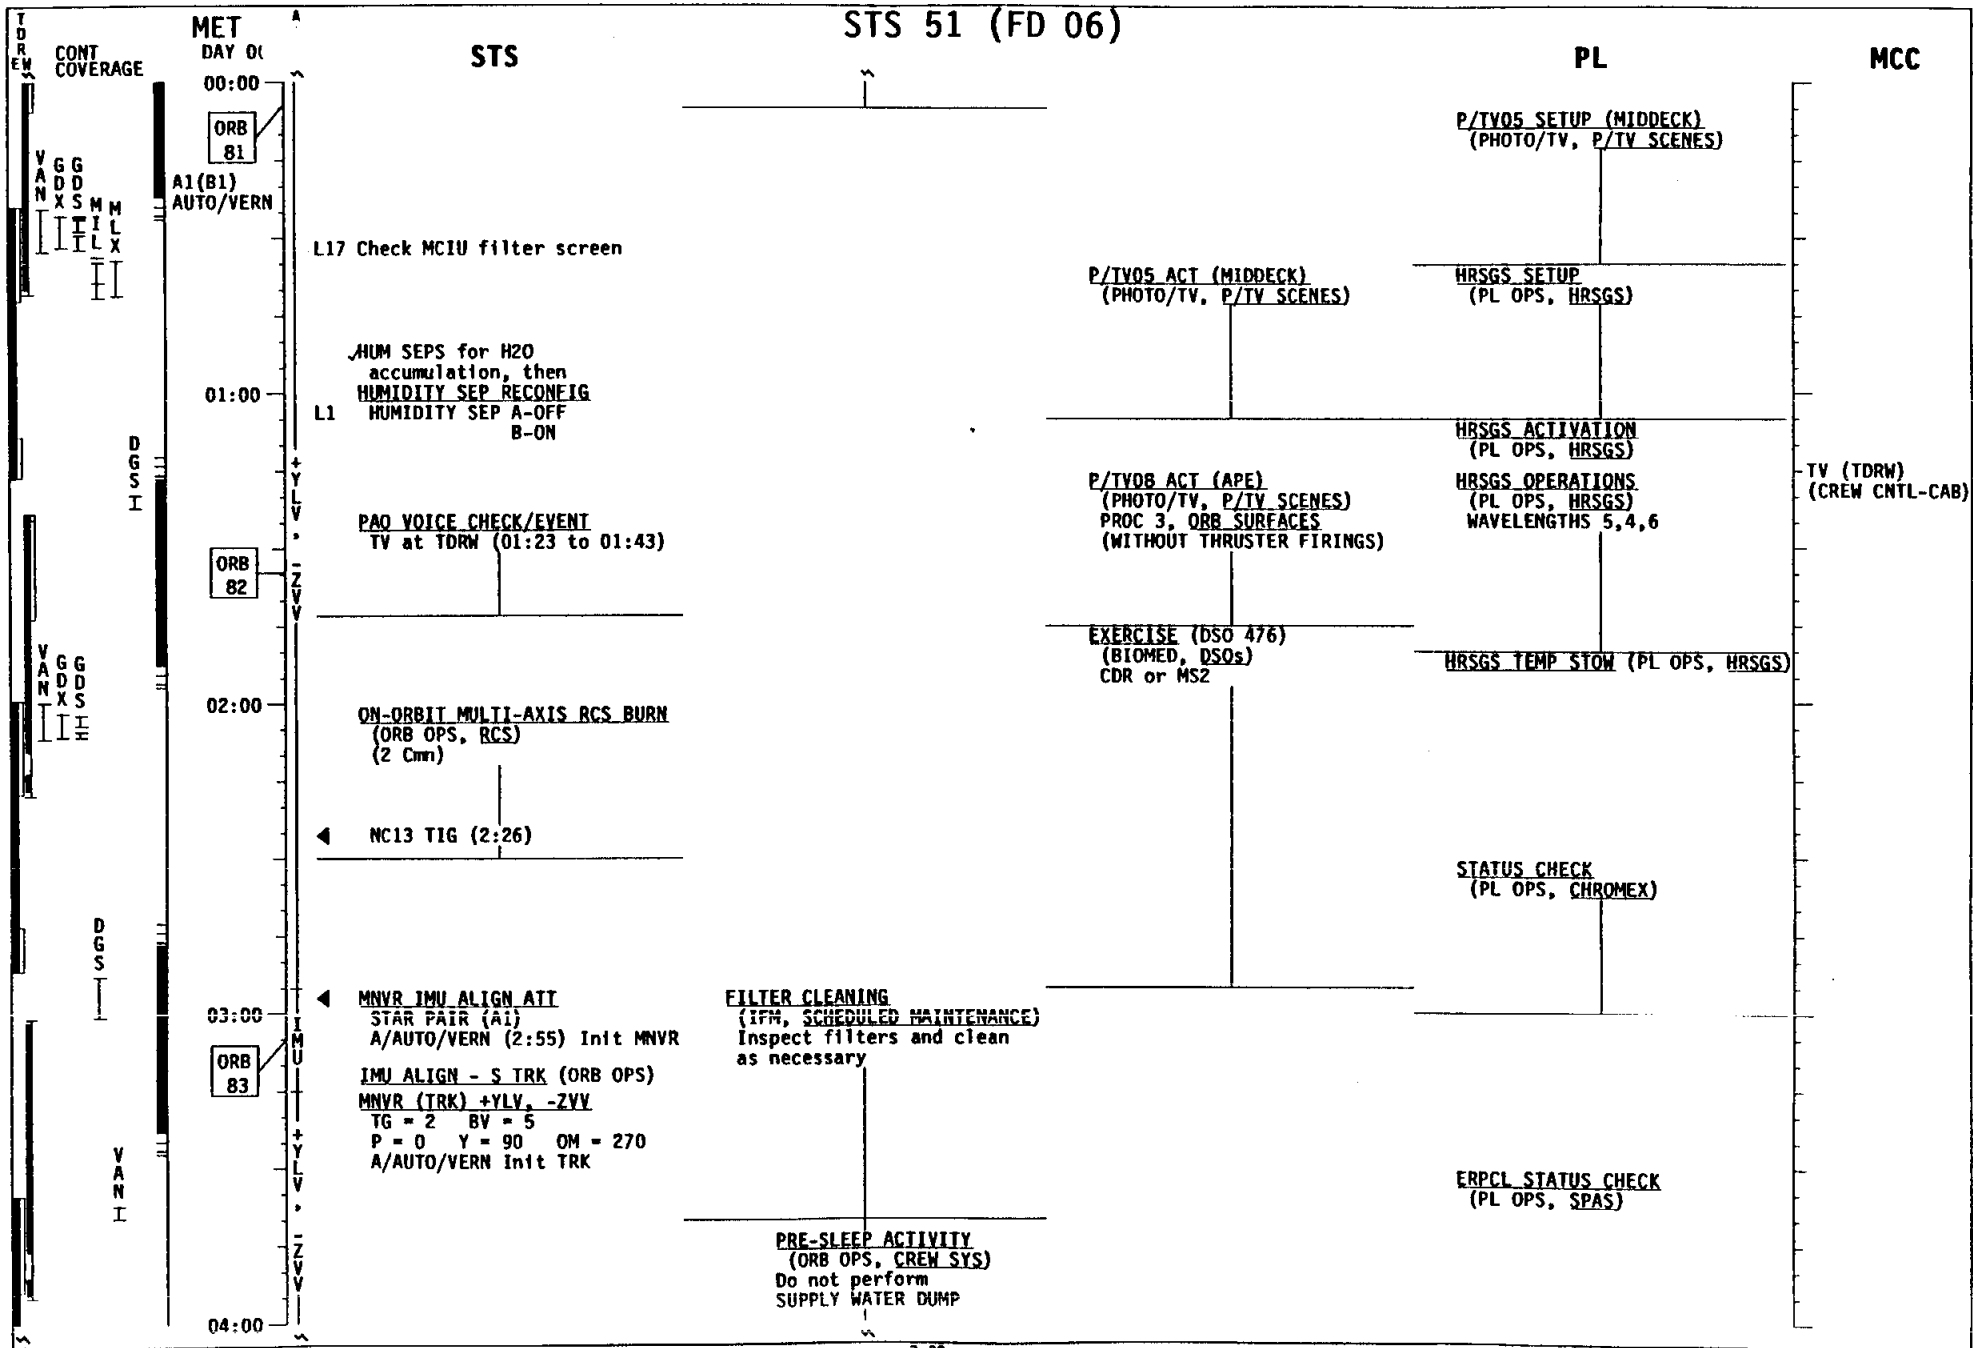 STS 51 (FD 06)
T
D
R
E W
CONT
COVERAGE
MET
DAY 0
A
STS
PL
MCC
00:00
ORB
81
VAN
GDX
GDS
MIL
MLX
A1(B1)
AUTO/VERN
L17 Check MCIU filter screen
✓HUM SEPS for H2O
accumulation, then
HUMIDITY SEP RECONFIG
01:00
L1 HUMIDITY SEP A-OFF
B-ON
DGS
+YLV, -ZVV
PAO VOICE CHECK/EVENT
TV at TDRW (01:23 to 01:43)
ORB
82
VAN
GDX
GDS
02:00
ON-ORBIT MULTI-AXIS RCS BURN
(ORB OPS, RCS)
(2 Cmn)
NC13 TIG (2:26)
DGS
MNVR IMU ALIGN ATT
03:00
STAR PAIR (A1)
A/AUTO/VERN (2:55) Init MNVR
IMU
ORB
83
IMU ALIGN - S TRK (ORB OPS)
MNVR (TRK) +YLV, -ZVV
TG = 2 BV = 5
P = 0 Y = 90 OM = 270
A/AUTO/VERN Init TRK
VAN
+YLV, -ZVV
04:00
FILTER CLEANING
(IFM, SCHEDULED MAINTENANCE)
Inspect filters and clean
as necessary
PRE-SLEEP ACTIVITY
(ORB OPS, CREW SYS)
Do not perform
SUPPLY WATER DUMP
P/TV05 ACT (MIDDECK)
(PHOTO/TV, P/TV SCENES)
P/TV08 ACT (APE)
(PHOTO/TV, P/TV SCENES)
PROC 3, ORB SURFACES
(WITHOUT THRUSTER FIRINGS)
EXERCISE (DSO 476)
(BIOMED, DSOs)
CDR or MS2
P/TV05 SETUP (MIDDECK)
(PHOTO/TV, P/TV SCENES)
HRSGS SETUP
(PL OPS, HRSGS)
HRSGS ACTIVATION
(PL OPS, HRSGS)
HRSGS OPERATIONS
(PL OPS, HRSGS)
WAVELENGTHS 5,4,6
HRSGS TEMP STOW (PL OPS, HRSGS)
STATUS CHECK
(PL OPS, CHROMEX)
ERPCL STATUS CHECK
(PL OPS, SPAS)
TV (TDRW)
(CREW CNTL-CAB)